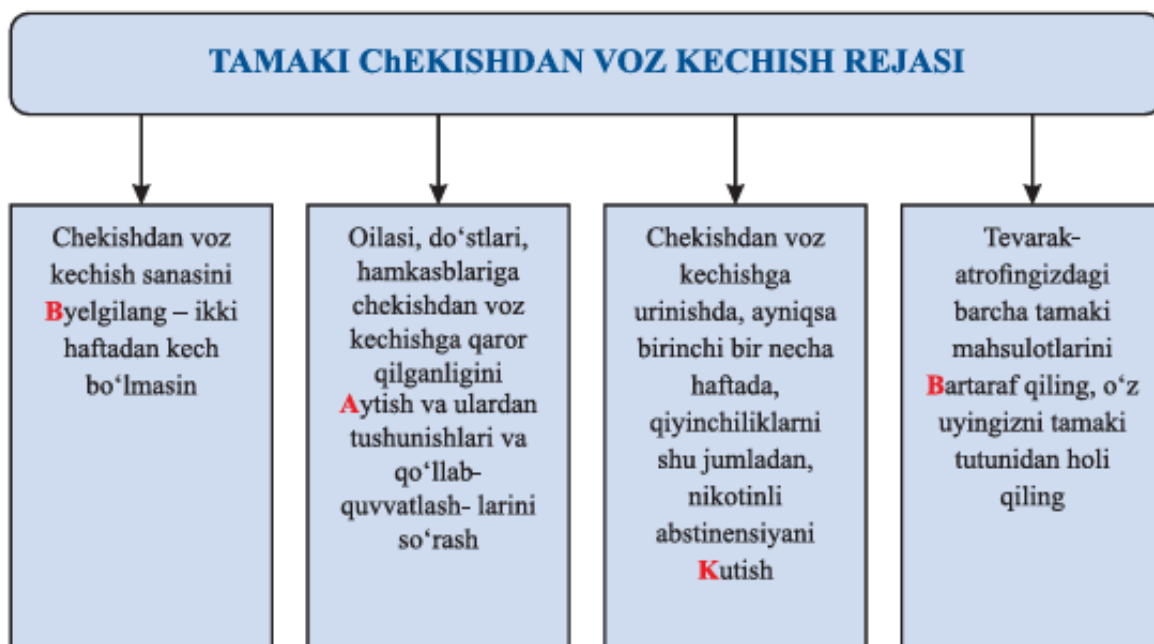 TAMAKI ChEKISHDAN VOZ KECHISH REJASI
Chekishdan voz
kechish sanasini
Byelgilang – ikki
haftadan kech
bo‘lmasin
Oilasi, do‘stlari,
hamkasblariga
chekishdan voz
kechishga qaror
qilganligini
Aytish va ulardan
tushunishlari va
qo‘llab-
quvvatlash- larini
so‘rash
Chekishdan voz
kechishga
urinishda, ayniqsa
birinchi bir necha
haftada,
qiyinchiliklarni
shu jumladan,
nikotinli
abstinensiyani
Kutish
Tevarak-
atrofingizdagi
barcha tamaki
mahsulotlarini
Bartaraf qiling, o‘z
uyingizni tamaki
tutunidan holi
qiling